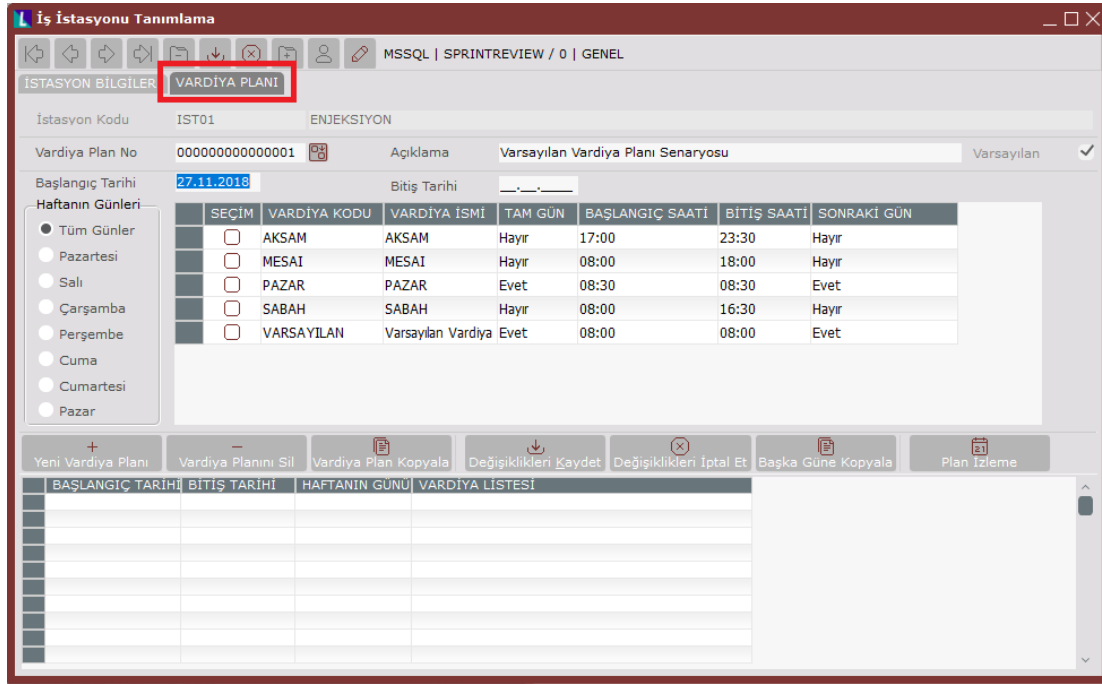 İş İstasyonu Tanımlama
MSSQL | SPRINTREVIEW / 0 | GENEL
İSTASYON BİLGİLER VARDİYA PLANI
İstasyon Kodu IST01 ENJEKSIYON
Vardiya Plan No 000000000000001 Açıklama Varsayılan Vardiya Planı Senaryosu Varsayılan
Başlangıç Tarihi 27.11.2018 Bitiş Tarihi __.__.____
Haftanın Günleri
SEÇİM VARDİYA KODU VARDİYA İSMİ TAM GÜN BAŞLANGIÇ SAATİ BİTİŞ SAATİ SONRAKİ GÜN
Tüm Günler
AKSAM AKSAM Hayır 17:00 23:30 Hayır
Pazartesi
MESAI MESAI Hayır 08:00 18:00 Hayır
Salı
PAZAR PAZAR Evet 08:30 08:30 Evet
Çarşamba
SABAH SABAH Hayır 08:00 16:30 Hayır
Perşembe
VARSAYILAN Varsayılan Vardiya Evet 08:00 08:00 Evet
Cuma
Cumartesi
Pazar
Yeni Vardiya Planı Vardiya Planını Sil Vardiya Plan Kopyala Değişiklikleri Kaydet Değişiklikleri İptal Et Başka Güne Kopyala Plan İzleme
BAŞLANGIÇ TARİHİ BİTİŞ TARİHİ HAFTANIN GÜNÜ VARDİYA LİSTESİ